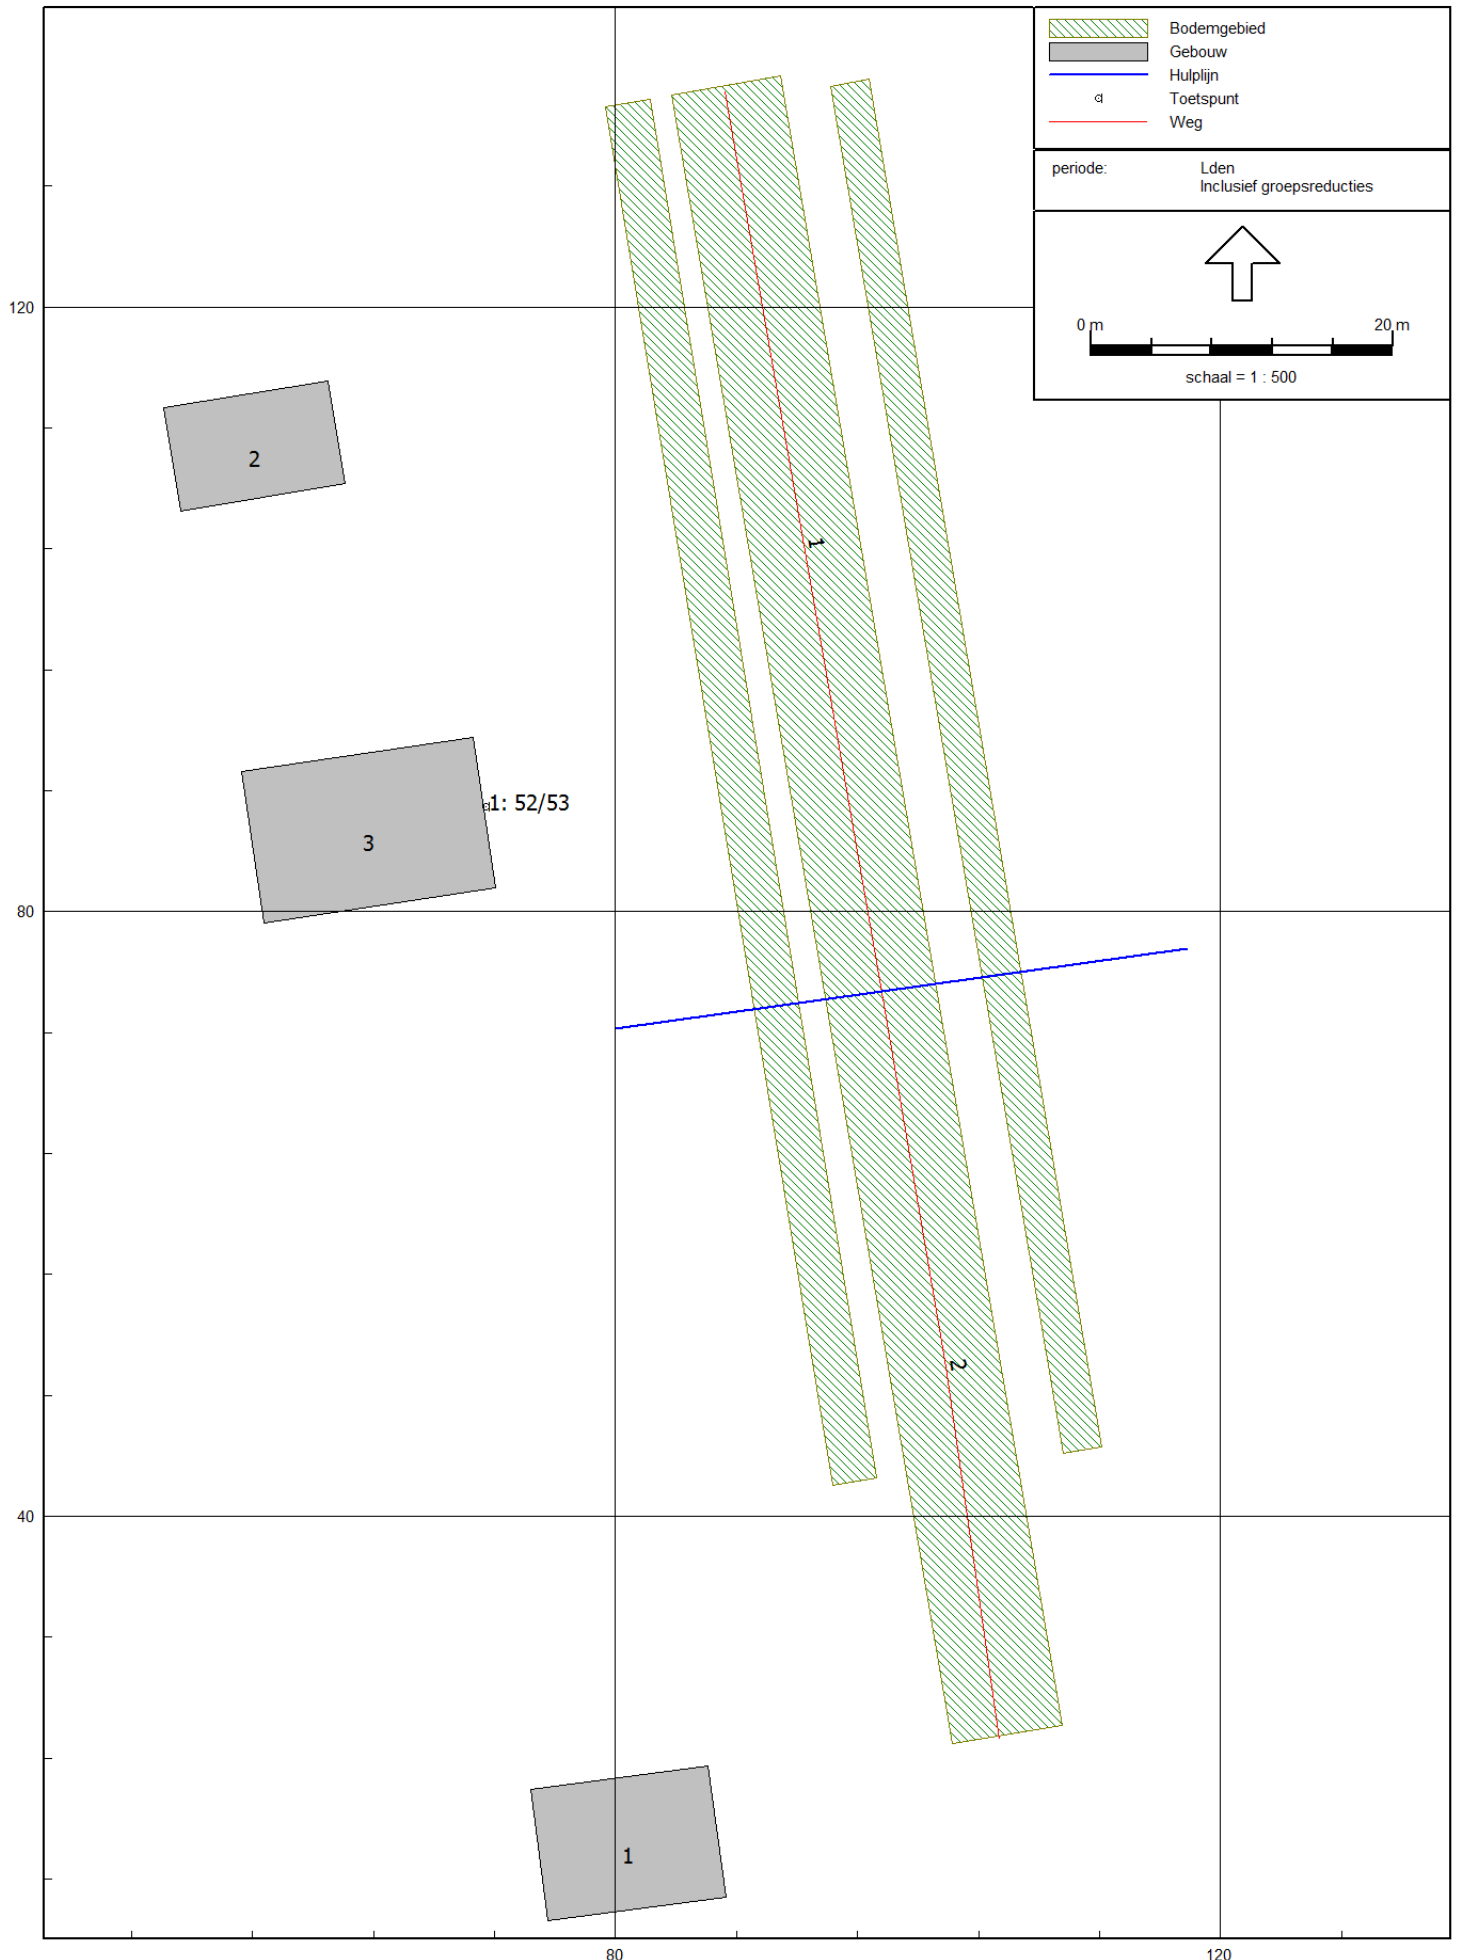 Bodemgebied
Gebouw
Hulplijn
Toetspunt
Weg
periode: Lden
Inclusief groepsreducties
0 m 20 m
schaal = 1 : 500
120
2
1
1: 52/53
3
80
2
40
1
80 120